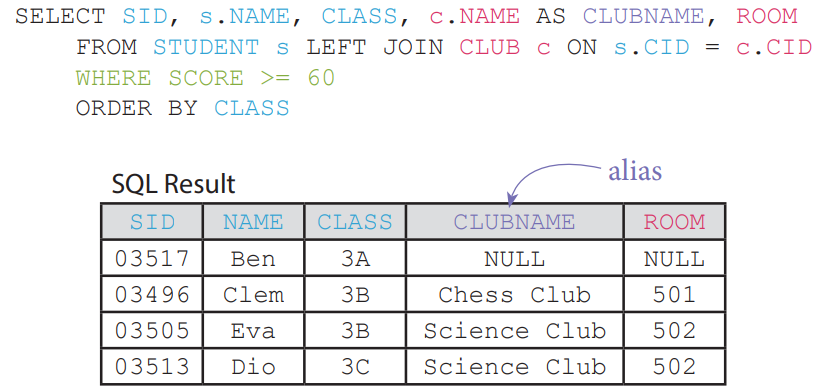 SELECT SID, s.NAME, CLASS, c.NAME AS CLUBNAME, ROOM
FROM STUDENT s LEFT JOIN CLUB c ON s.CID = c.CID
WHERE SCORE >= 60
ORDER BY CLASS
alias
SQL Result
SID NAME CLASS CLUBNAME ROOM
03517 Ben 3A NULL NULL
03496 Clem 3B Chess Club 501
03505 Eva 3B Science Club 502
03513 Dio 3C Science Club 502